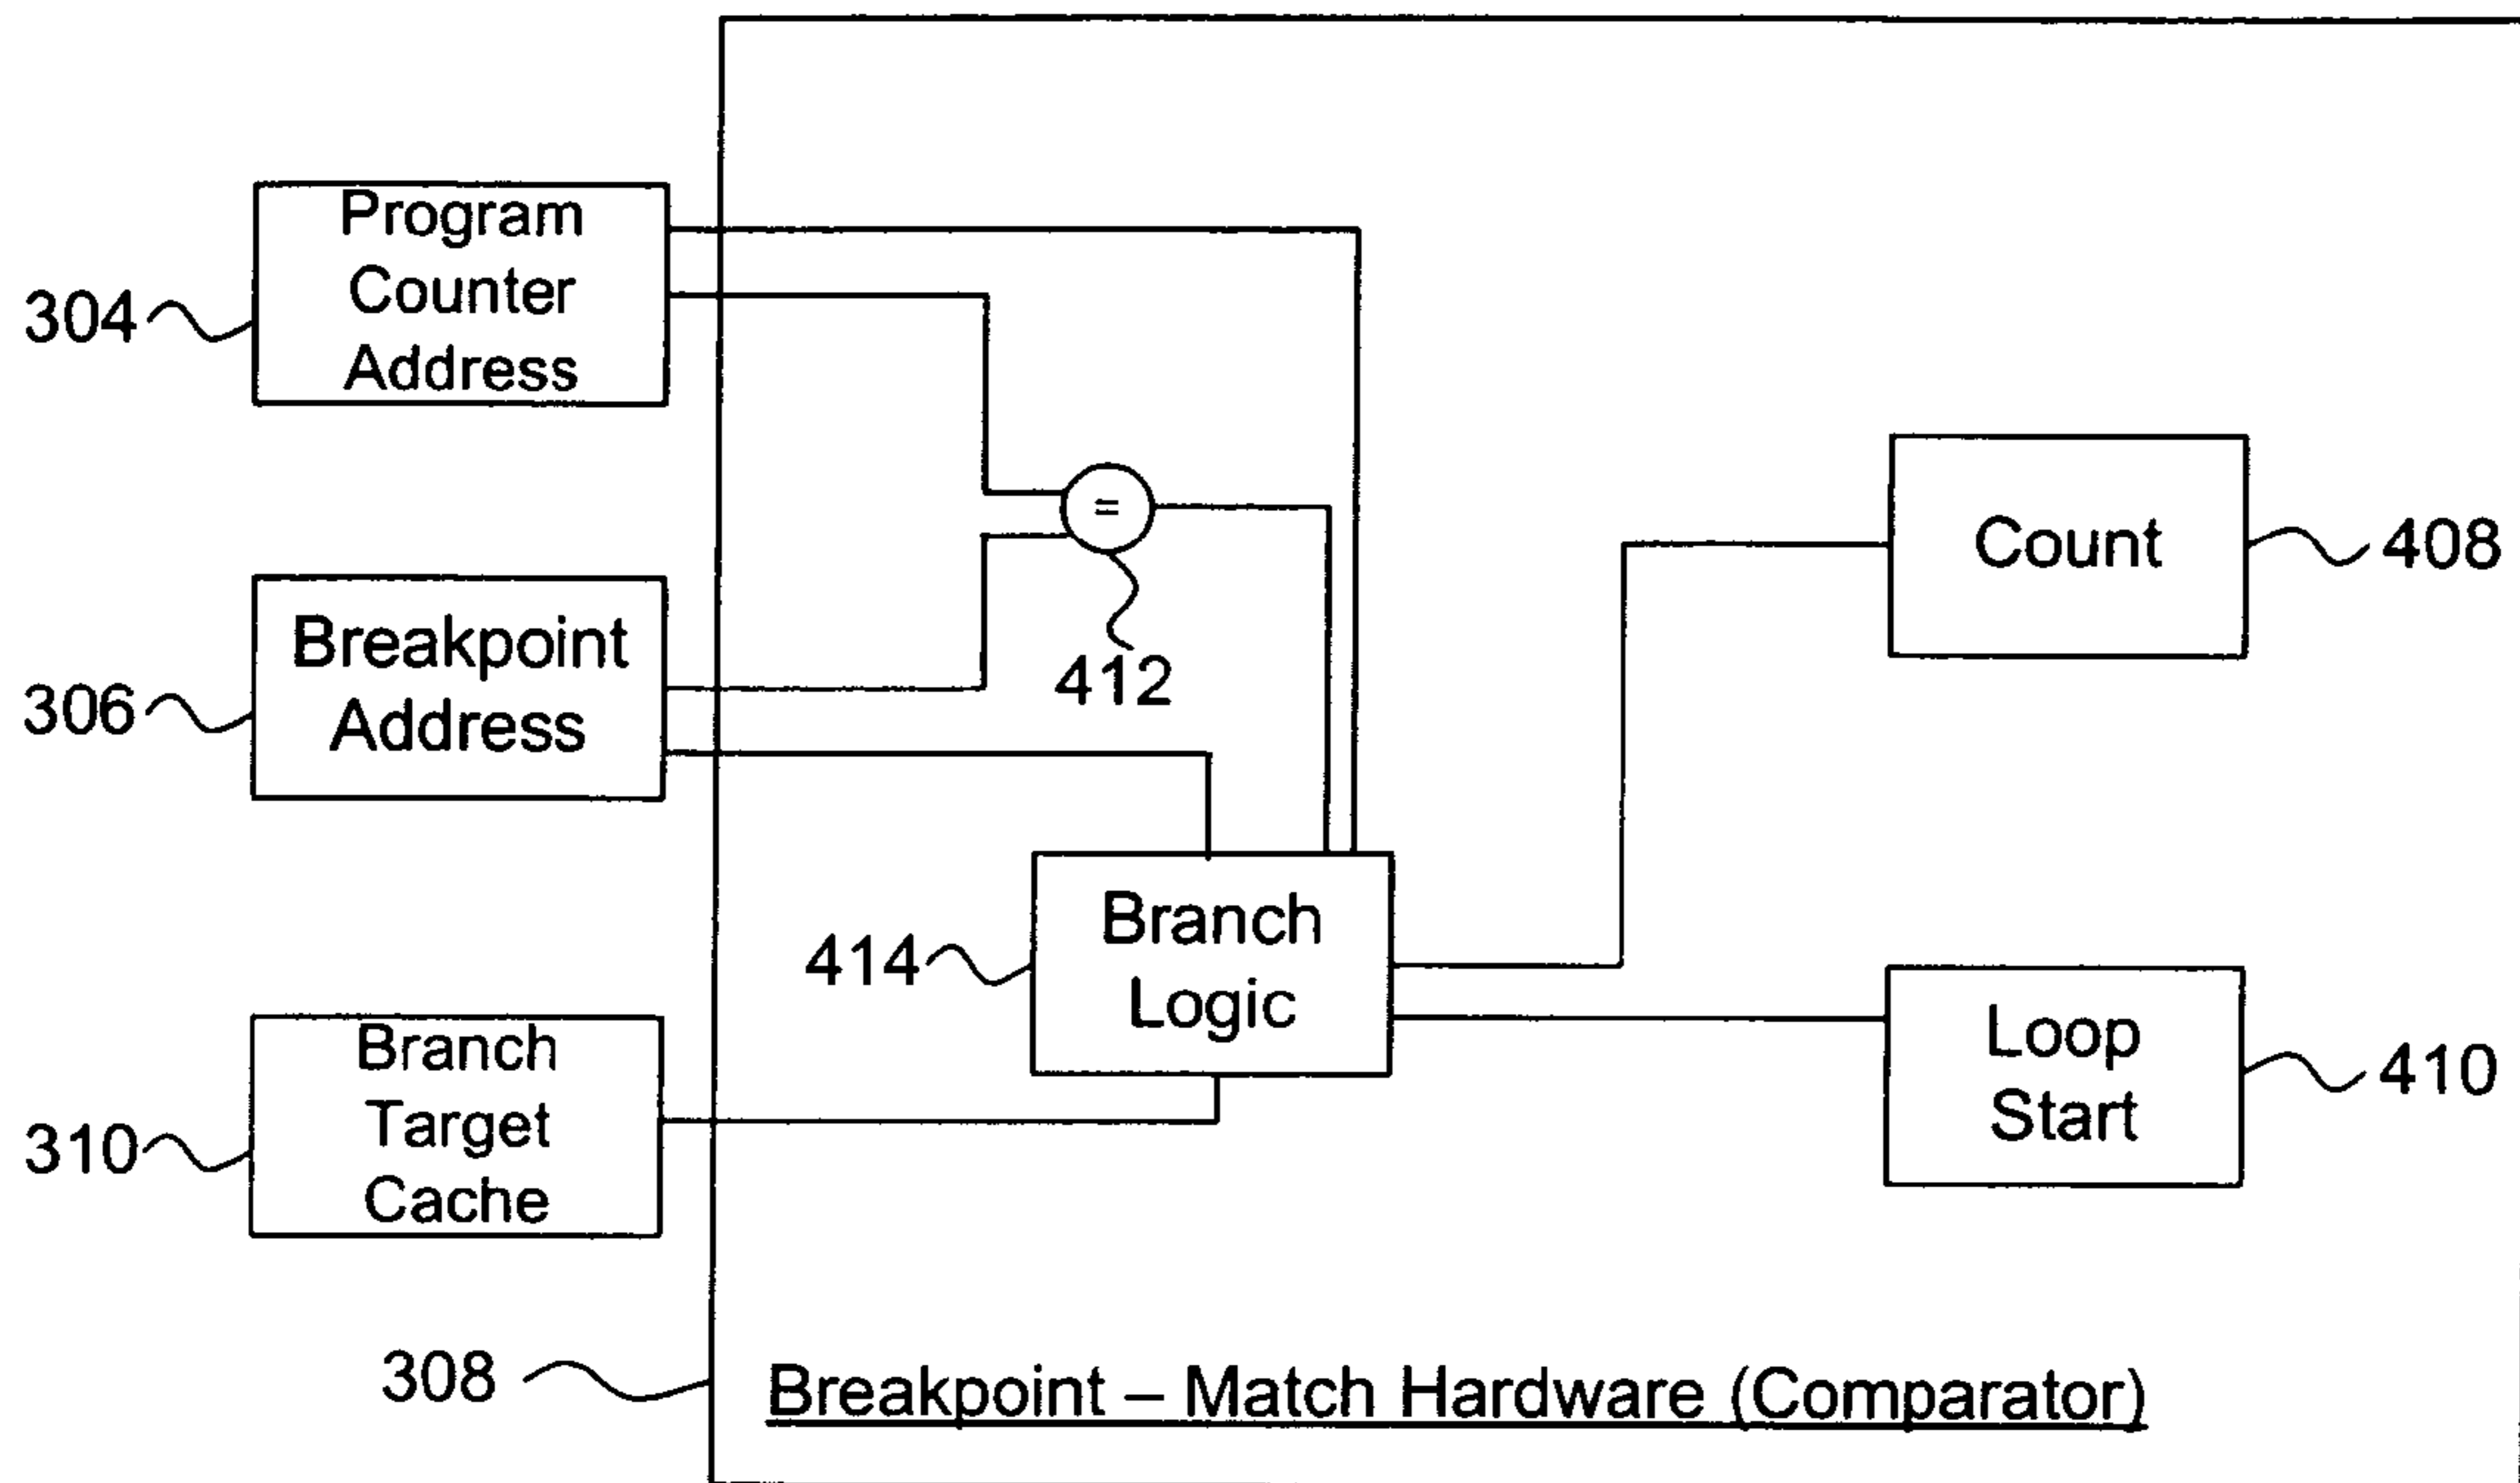 Program
Counter
Address
304
=
Count
408
Breakpoint
Address
306
412
Branch
Logic
414
Loop
Start
410
Branch
Target
Cache
310
308
Breakpoint – Match Hardware (Comparator)